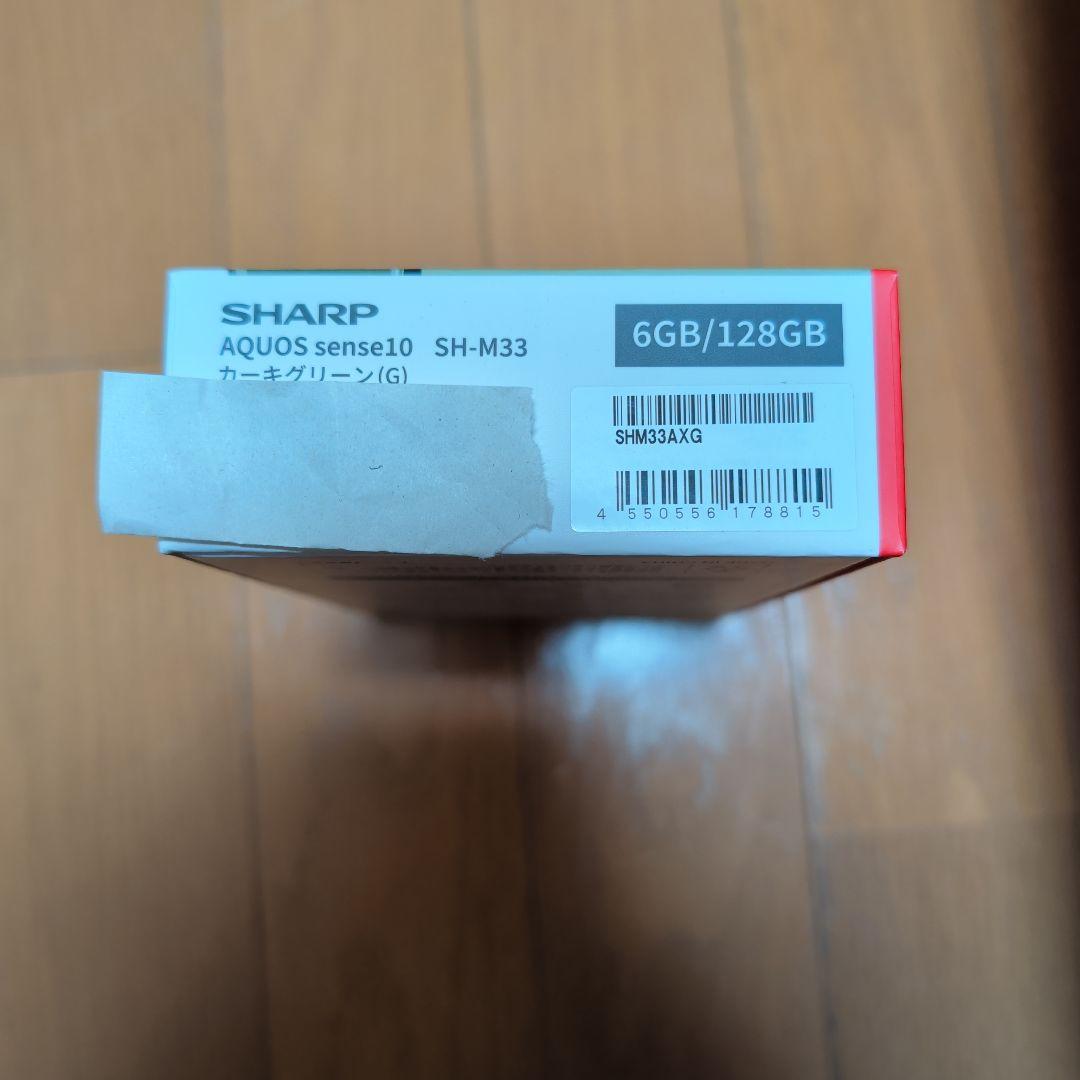 SHARP
AQUOS sense10 SH-M33
カーキグリーン(G)
6GB/128GB
SHM33AXG
4 550556 178815